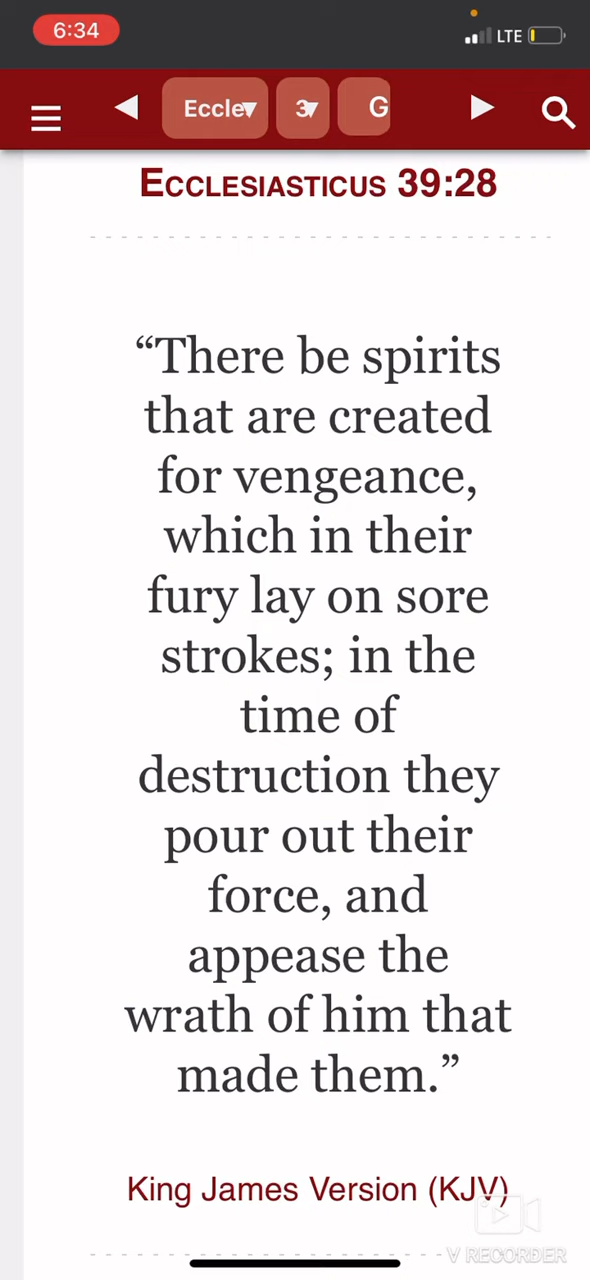 6:34
LTE
Eccle
3
G
ECCLESIASTICUS 39:28
“There be spirits
that are created
for vengeance,
which in their
fury lay on sore
strokes; in the
time of
destruction they
pour out their
force, and
appease the
wrath of him that
made them.”
King James Version (KJV)
V RECORDER